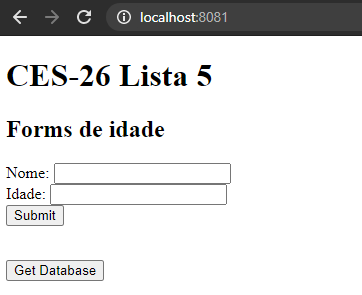 localhost:8081
CES-26 Lista 5
Forms de idade
Nome:
Idade:
Submit
Get Database